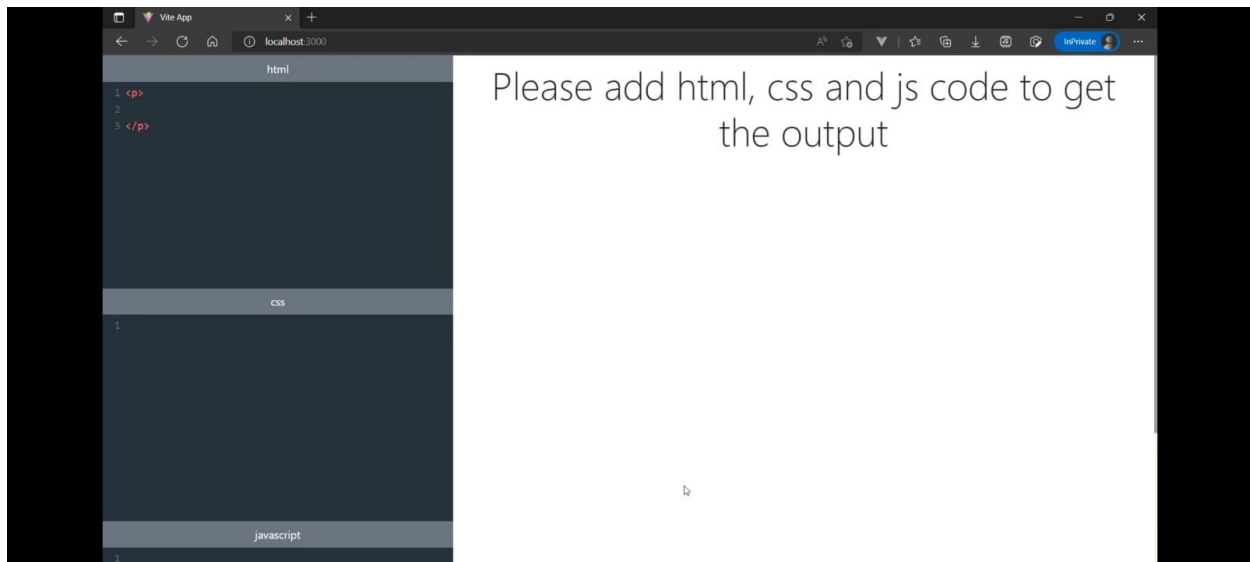 Vite App
localhost:3000
InPrivate
html
1 <p>
2
3 </p>
css
1
javascript
1
Please add html, css and js code to get
the output